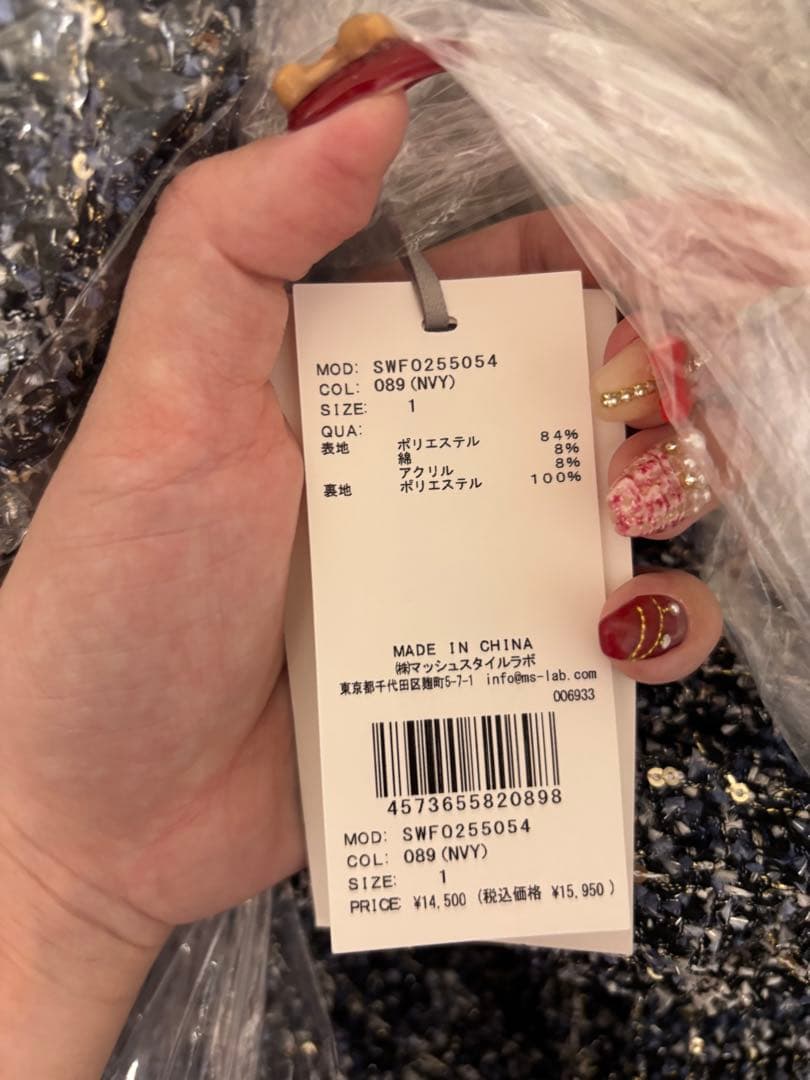 MOD: SWFO255054
COL: 089(NVY)
SIZE: 1
QUA:
表地 ポリエステル 84%
綿 8%
アクリル 8%
裏地 ポリエステル 100%
MADE IN CHINA
㈱マッシュスタイルラボ
東京都千代田区麹町5-7-1 info@ms-lab.com
006933
4573655820898
MOD: SWFO255054
COL: 089(NVY)
SIZE: 1
PRICE: ¥14,500 (税込価格 ¥15,950)